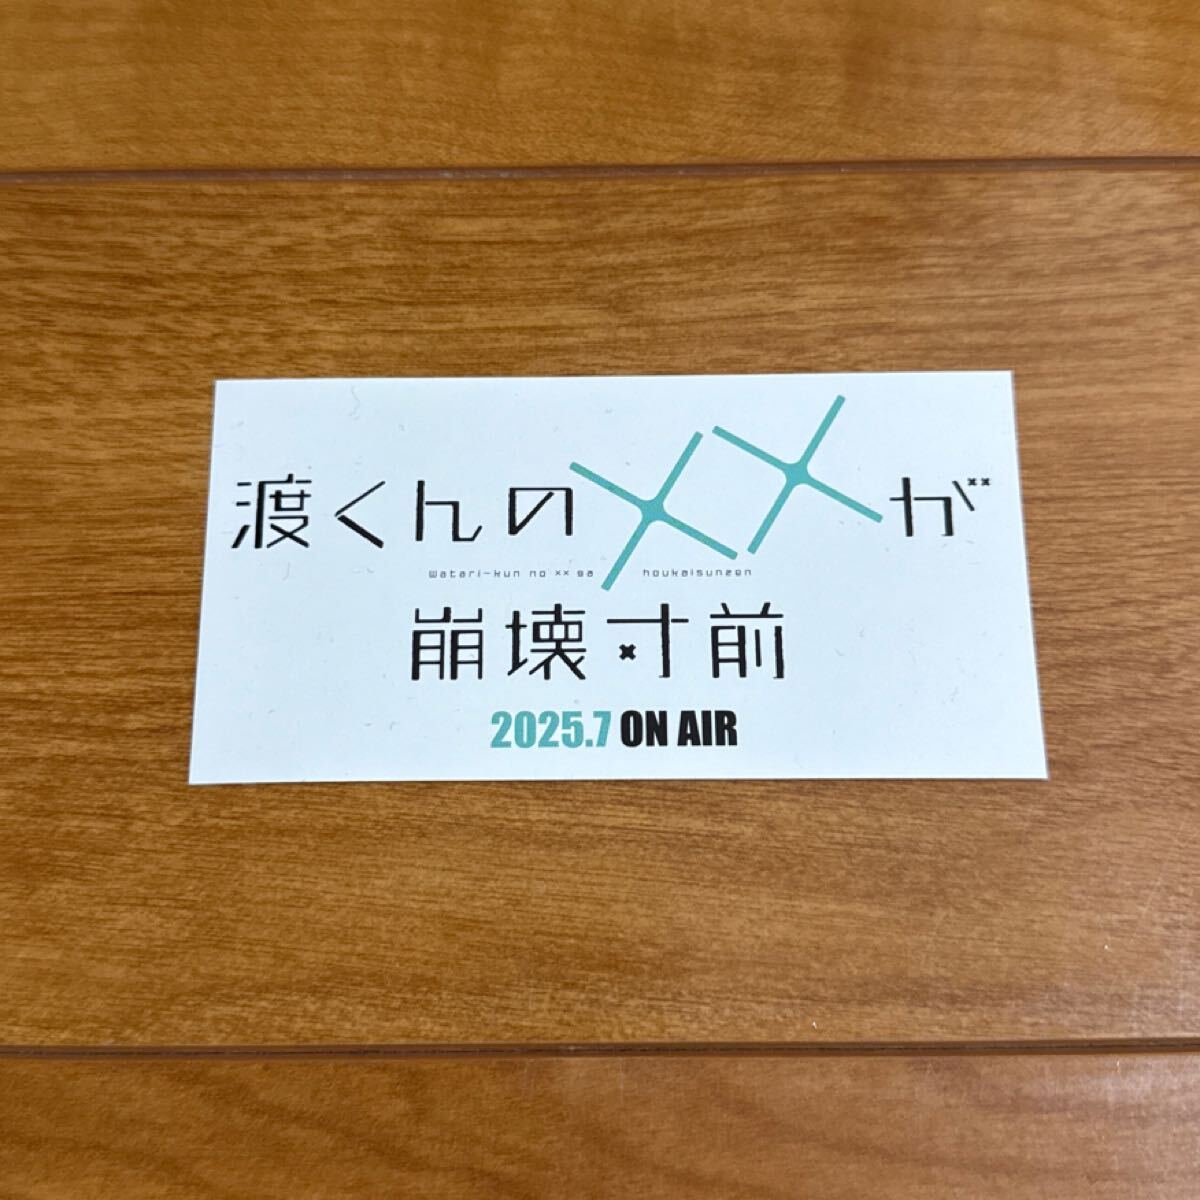 渡くんの××が
watari-kun no ×× ga houkaisunzen
崩壊寸前
2025.7 ON AIR